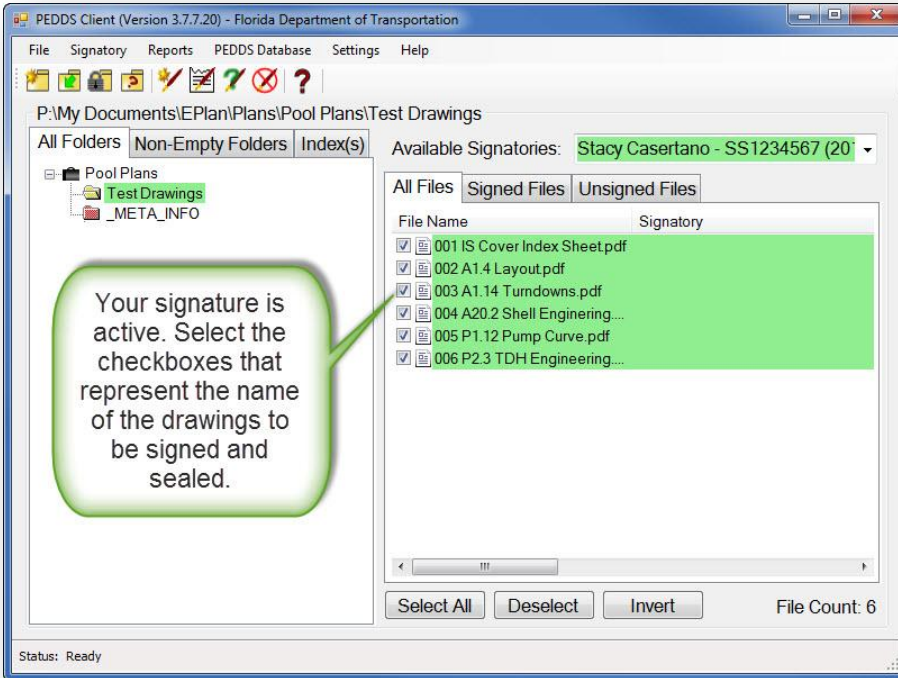 PEDDS Client (Version 3.7.7.20) - Florida Department of Transportation
File Signatory Reports PEDDS Database Settings Help
P:\My Documents\EPlan\Plans\Pool Plans\Test Drawings
All Folders Non-Empty Folders Index(s)
Pool Plans
Test Drawings
_META_INFO
Your signature is
active. Select the
checkboxes that
represent the name
of the drawings to
be signed and
sealed.
Available Signatories: Stacy Casertano - SS1234567 (20
All Files Signed Files Unsigned Files
File Name Signatory
001 IS Cover Index Sheet.pdf
002 A1.4 Layout.pdf
003 A1.14 Turndowns.pdf
004 A20.2 Shell Enginering....
005 P1.12 Pump Curve.pdf
006 P2.3 TDH Engineering....
Select All Deselect Invert File Count: 6
Status: Ready